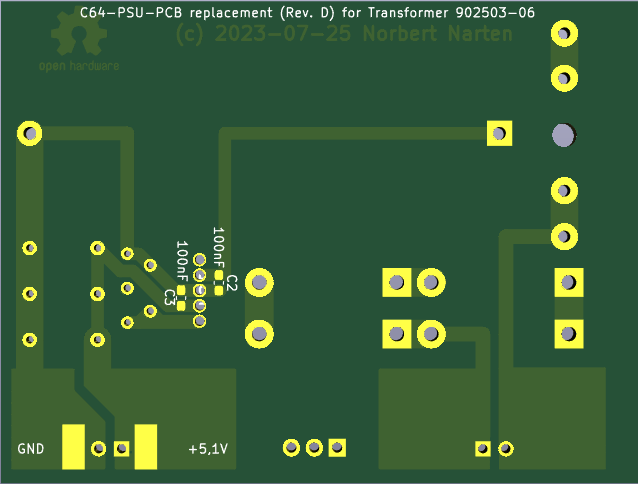 C64-PSU-PCB replacement (Rev. D) for Transformer 902503-06
(c) 2023-07-25 Norbert Narten
open hardware
100nF
100nF
C2
C3
GND
+5,1V